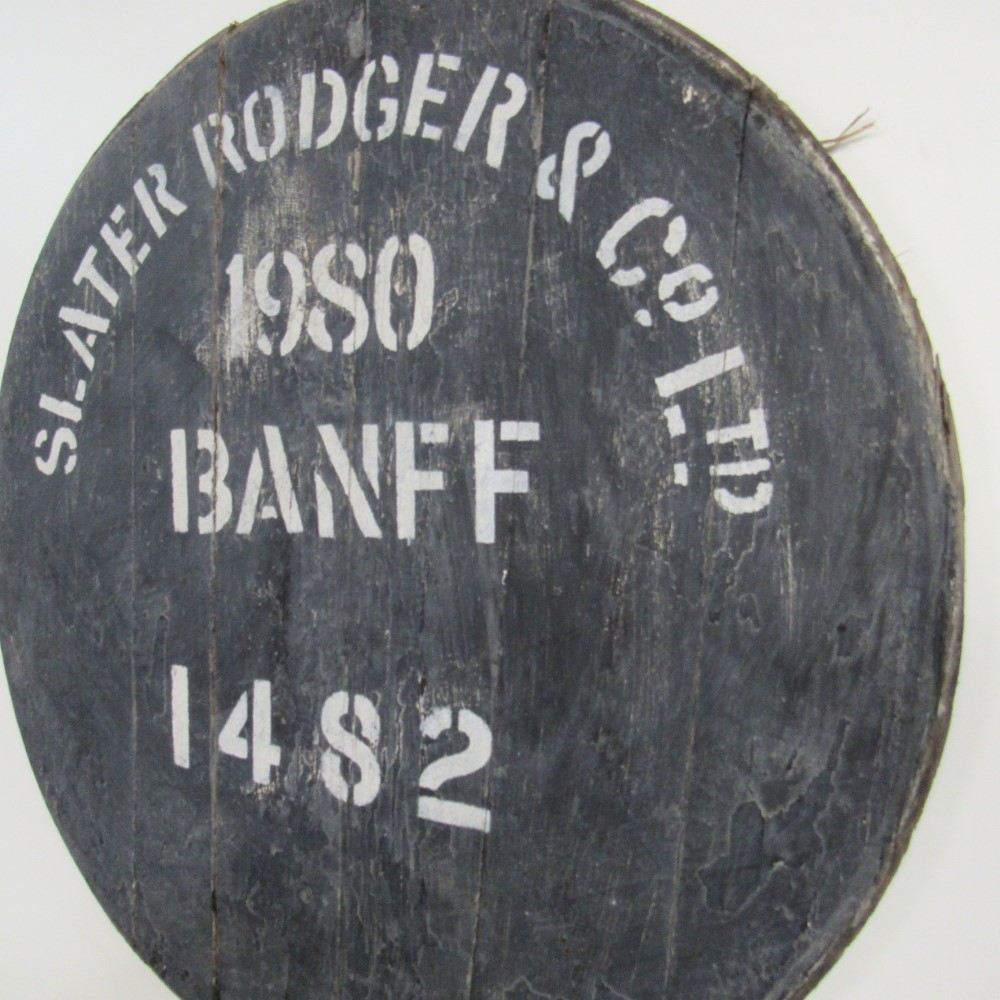 SLATER RODGER & CO. LTD
1980
BANFF
1482